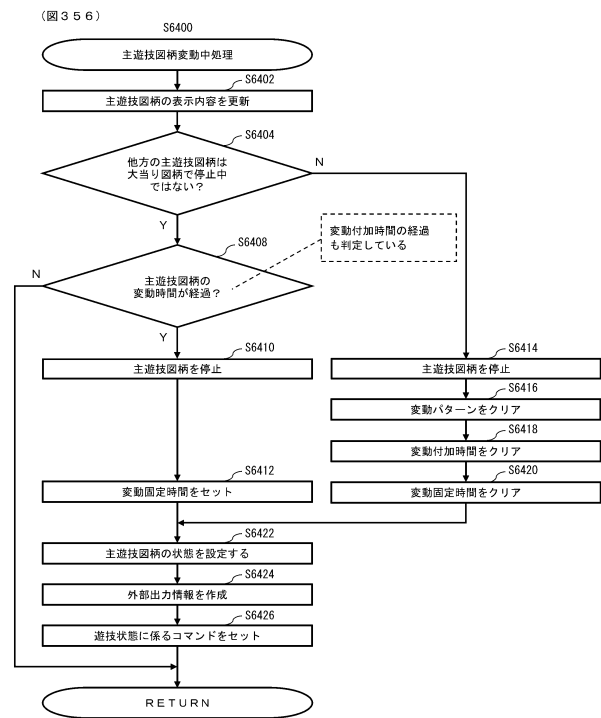 (図356)
S6400
主遊技図柄変動中処理
S6402
主遊技図柄の表示内容を更新
S6404
他方の主遊技図柄は
大当り図柄で停止中
ではない?
N
Y
変動付加時間の経過
も判定している
S6408
主遊技図柄の
変動時間が経過?
N
Y
S6410
主遊技図柄を停止
S6414
主遊技図柄を停止
S6416
変動パターンをクリア
S6418
変動付加時間をクリア
S6412
変動固定時間をセット
S6420
変動固定時間をクリア
S6422
主遊技図柄の状態を設定する
S6424
外部出力情報を作成
S6426
遊技状態に係るコマンドをセット
RETURN